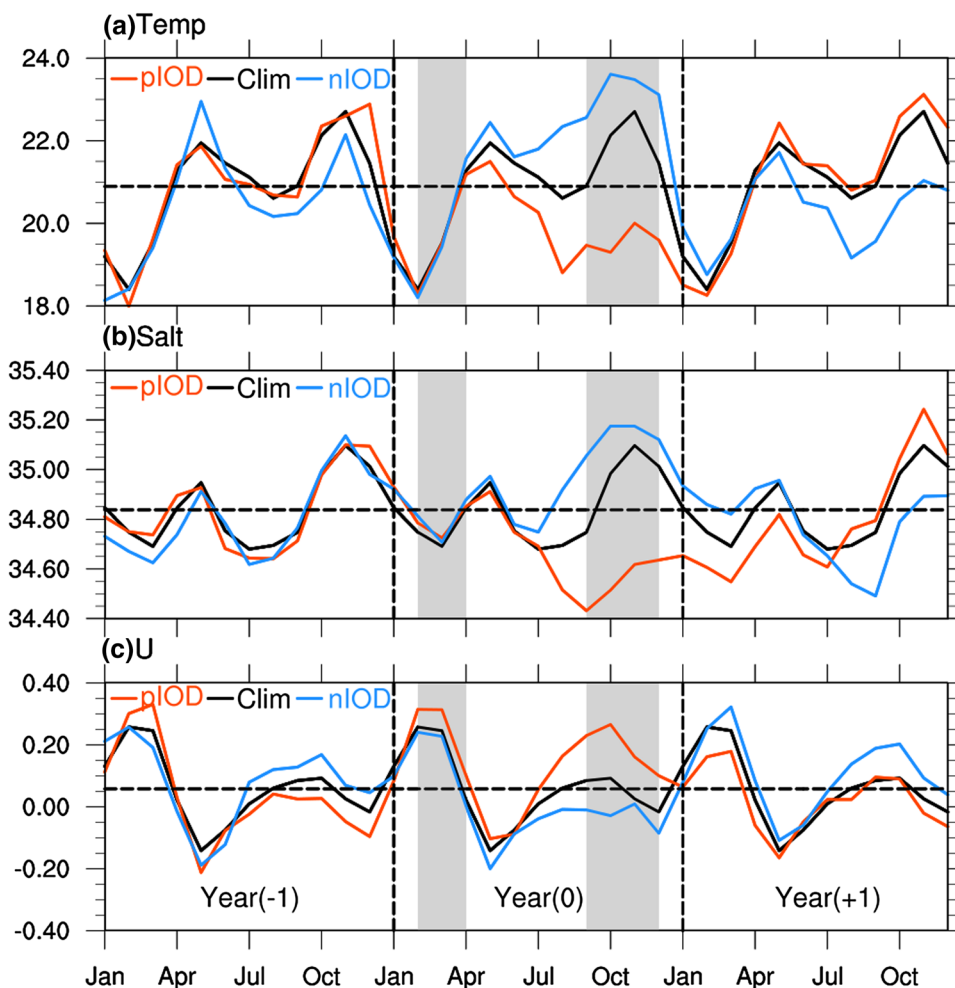 (a)Temp
24.0
pIOD Clim nIOD
22.0
20.0
18.0
(b)Salt
35.40
pIOD Clim nIOD
35.20
35.00
34.80
34.60
34.40
(c)U
0.40
pIOD Clim nIOD
0.20
0.00
-0.20
Year(-1) Year(0) Year(+1)
-0.40
Jan Apr Jul Oct Jan Apr Jul Oct Jan Apr Jul Oct